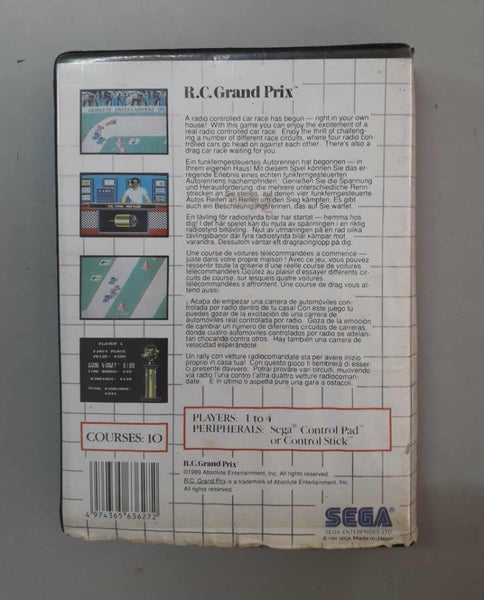 R.C. Grand Prix™
A radio controlled car race has begun — right in your own
house! With this game you can enjoy the excitement of a
real radio controlled car race. Enjoy the thrill of challeng-
ing a number of different race circuits, where four radio con-
trolled cars go head on against each other. There's also a
drag car race waiting for you.
Ein funkferngesteuertes Autorennen hat begonnen — in
Ihrem eigenen Haus! Mit diesem Spiel können Sie das er-
regende Erlebnis eines echten funkferngesteuerten
Autorennens nachempfinden. Genießen Sie die Spannung
und Herausforderung, die mehrere unterschiedliche Renn-
strecken an Sie stellen, auf denen vier funkferngesteuerte
Autos Reifen an Reifen um den Sieg kämpfen. Es gibt
auch ein Beschleunigungsrennen, das auf Sie wartet.
En tävling för radiostyrda bilar har startat — hemma hos
dig! I det här spelet kan du njuta av spänningen i en riktig
radiostyrd biltävling. Njut av utmaningen på en rad olika
tävlingsbanor där fyra radiostyrda bilar kämpar mot
varandra. Dessutom väntar ett dragracinglopp på dig.
Une course de voitures télécommandées a commencé —
juste dans votre propre maison! Avec ce jeu, vous pouvez
ressentir toute la griserie d'une réelle course de voitures
télécommandées. Goûtez au plaisir d'essayer différents cir-
cuits de course, sur lesquels quatre voitures
télécommandées s'affrontent. Une course de drag vous at-
tend aussi.
¡Acaba de empezar una carrera de automóviles con-
trolada por radio dentro de tu casa! Con este juego tu
puedes gozar de la excitación de una carrera de
automóviles real controlada por radio. Goza de la emoción
de cambiar un número de diferentes circuitos de carreras,
donde cuatro automóviles controlados por radio se adelan-
tan chocando contra otros. Hay también una carrera de
velocidad esperándote.
Un rally con vetture radiocomandate sta per avere inizio
proprio in casa tua! Con questo gioco ti sembrerà di esser-
ci presente davvero. Potrai provare vari circuiti, muovendo
via radio l'una contro l'altra quattro vetture radiocoman-
date. E in ultimo ti aspetta pure una gara a ostacoli.
ABSOLUTE ENTERTAINMENT INC
PLAYER 1
FIRST PLACE
COURSES: 10
PLAYERS: 1 to 4
PERIPHERALS: Sega® Control Pad™
or Control Stick™
R.C. Grand Prix
©1989 Absolute Entertainment, Inc. All rights reserved.
R.C. Grand Prix is a trademark of Absolute Entertainment, Inc.
All rights reserved.
4 974365 636272
SEGA®
SEGA ENTERPRISES LTD.
©1989 SEGA Made in Japan